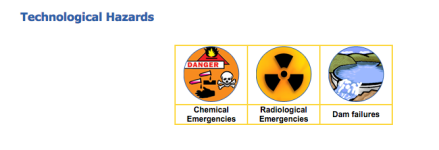 Technological Hazards
DANGER
Chemical
Emergencies
Radiological
Emergencies
Dam failures